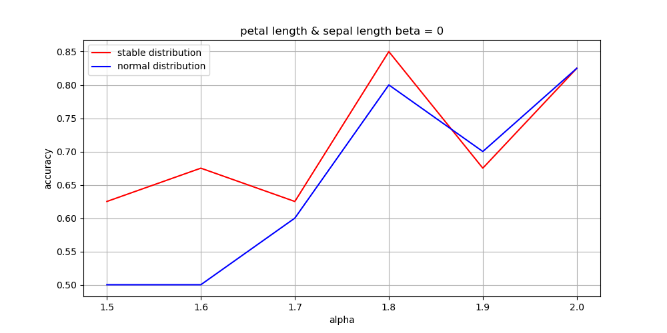 petal length & sepal length beta = 0
stable distribution
normal distribution
accuracy
0.85
0.80
0.75
0.70
0.65
0.60
0.55
0.50
1.5 1.6 1.7 1.8 1.9 2.0
alpha